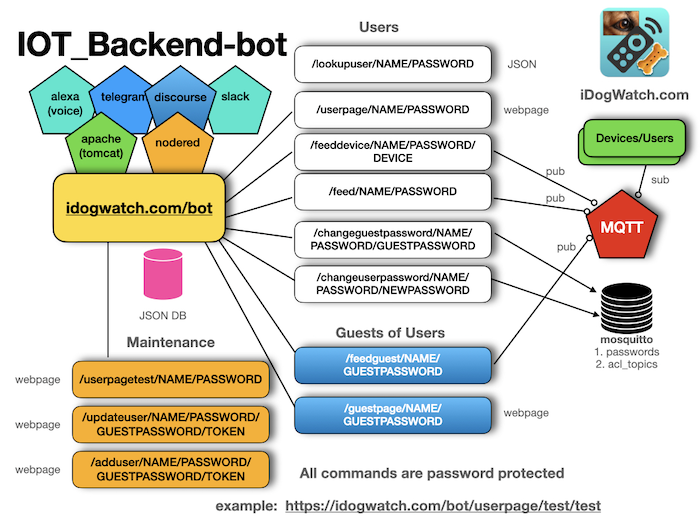 IOT_Backend-bot
Users
iDogWatch.com
alexa
(voice)
telegram
discourse
slack
apache
(tomcat)
nodered
idogwatch.com/bot
JSON DB
/lookupuser/NAME/PASSWORD
JSON
/userpage/NAME/PASSWORD
webpage
/feeddevice/NAME/PASSWORD/
DEVICE
pub
/feed/NAME/PASSWORD
pub
/changeguestpassword/NAME/
PASSWORD/GUESTPASSWORD
pub
/changeuserpassword/NAME/
PASSWORD/NEWPASSWORD
Devices/Users
sub
MQTT
mosquitto
1. passwords
2. acl_topics
Guests of Users
/feedguest/NAME/
GUESTPASSWORD
/guestpage/NAME/
GUESTPASSWORD
webpage
Maintenance
webpage
/userpagetest/NAME/PASSWORD
webpage
/updateuser/NAME/PASSWORD/
GUESTPASSWORD/TOKEN
webpage
/adduser/NAME/PASSWORD/
GUESTPASSWORD/TOKEN
All commands are password protected
example: https://idogwatch.com/bot/userpage/test/test